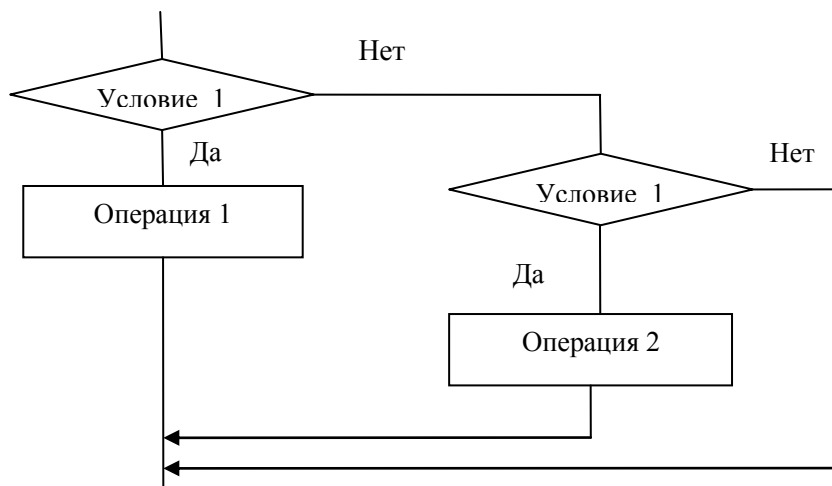 Нет
Условие 1
Да
Нет
Операция 1
Условие 1
Да
Операция 2